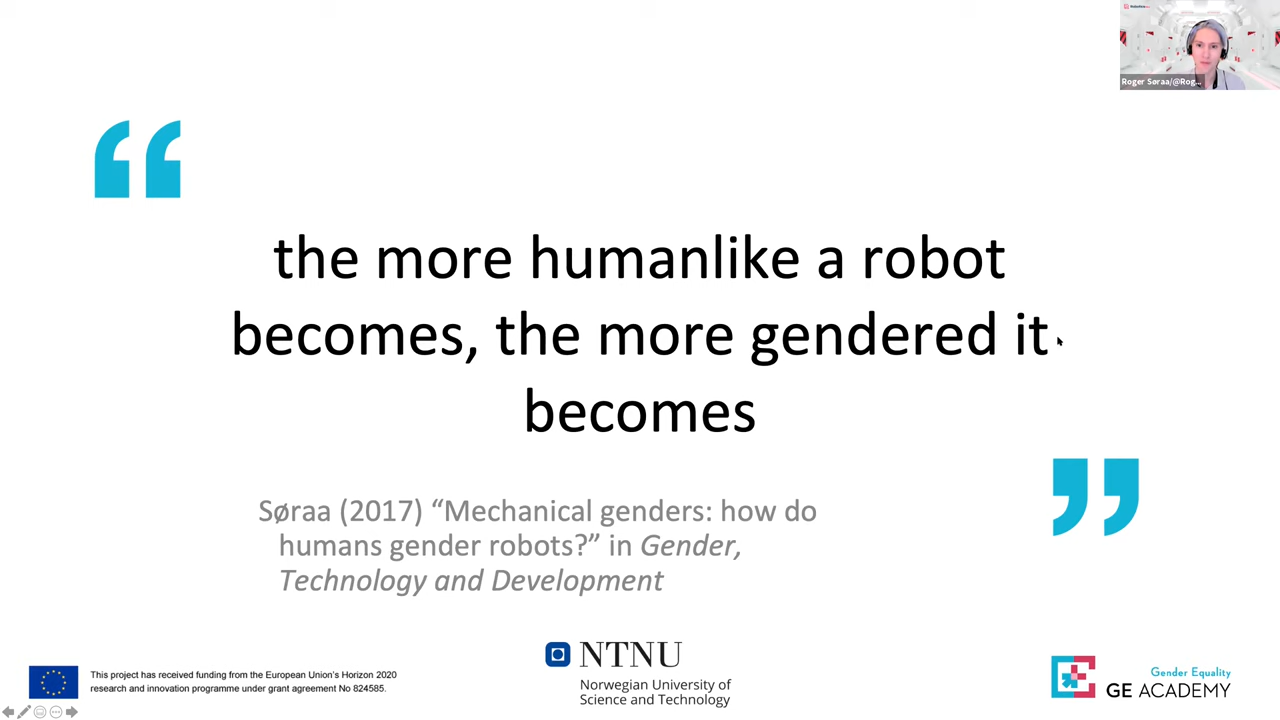 Roger Søraa/@Rog...
the more humanlike a robot
becomes, the more gendered it
becomes
Søraa (2017) “Mechanical genders: how do
humans gender robots?” in Gender,
Technology and Development
This project has received funding from the European Union's Horizon 2020
research and innovation programme under grant agreement No 824585.
NTNU
Norwegian University of
Science and Technology
Gender Equality
GE ACADEMY